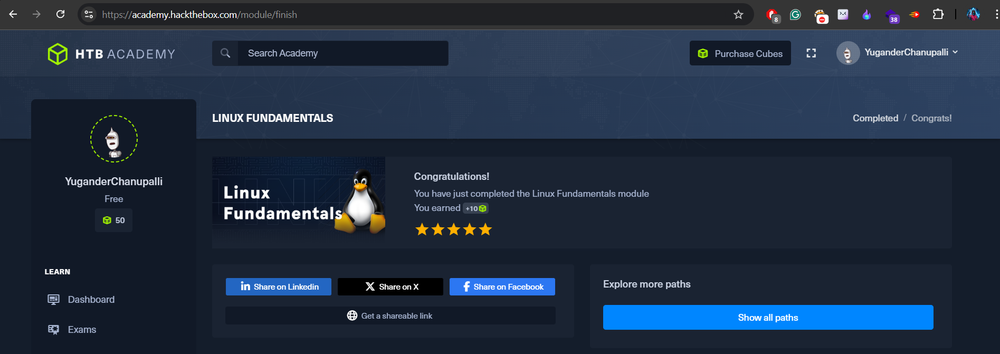 https://academy.hackthebox.com/module/finish
8
38
HTB ACADEMY
Search Academy
Purchase Cubes
YuganderChanupalli
LINUX FUNDAMENTALS
Completed / Congrats!
YuganderChanupalli
Free
50
LEARN
Dashboard
Exams
Linux
Fundamentals
Congratulations!
You have just completed the Linux Fundamentals module
You earned +10
in Share on Linkedin
X Share on X
f Share on Facebook
Get a shareable link
Explore more paths
Show all paths